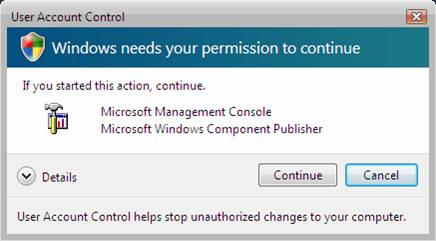 User Account Control
Windows needs your permission to continue
If you started this action, continue.
Microsoft Management Console
Microsoft Windows Component Publisher
Details
Continue
Cancel
User Account Control helps stop unauthorized changes to your computer.